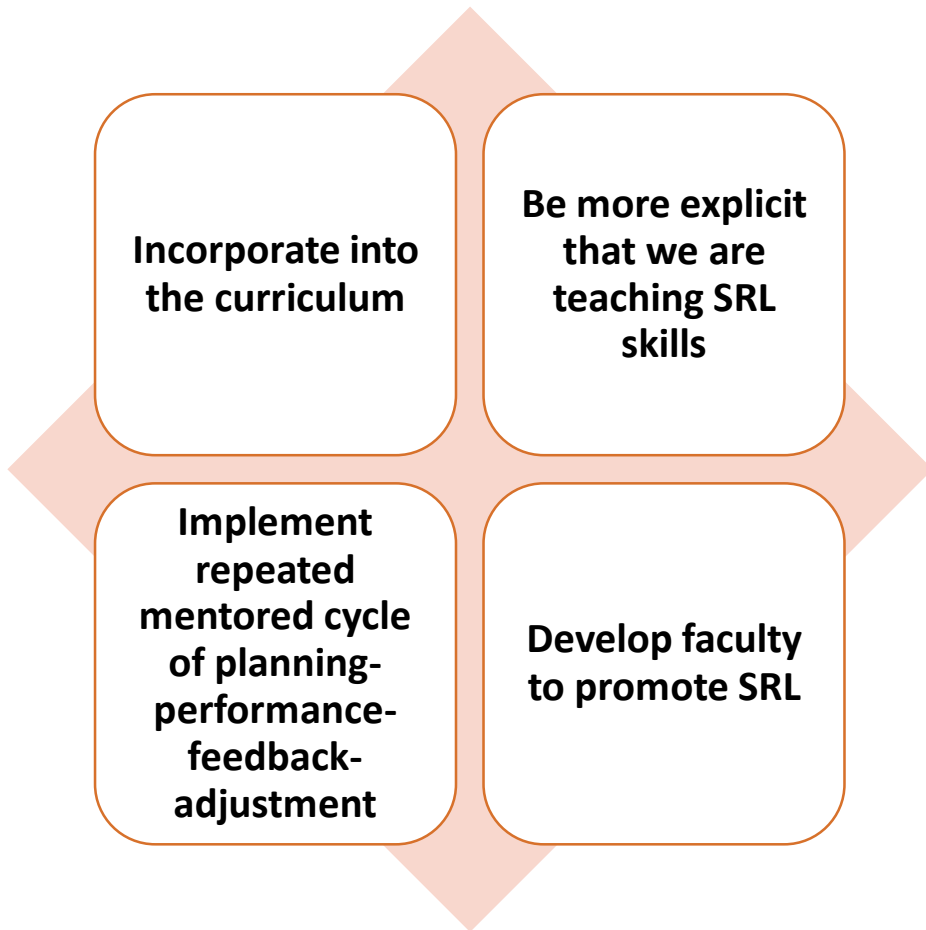 Incorporate into
the curriculum
Be more explicit
that we are
teaching SRL
skills
Implement
repeated
mentored cycle
of planning-
performance-
feedback-
adjustment
Develop faculty
to promote SRL